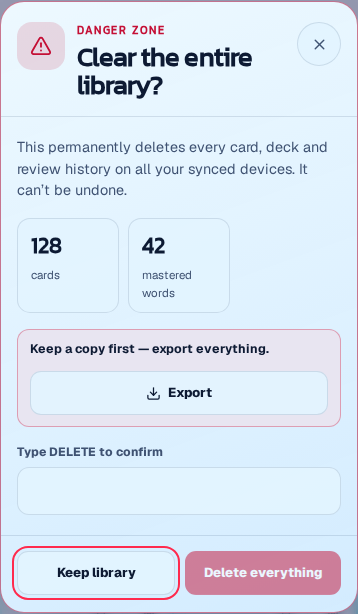 DANGER ZONE
Clear the entire
library?
This permanently deletes every card, deck and
review history on all your synced devices. It
can’t be undone.
128
cards
42
mastered
words
Keep a copy first — export everything.
Export
Type DELETE to confirm
Keep library
Delete everything